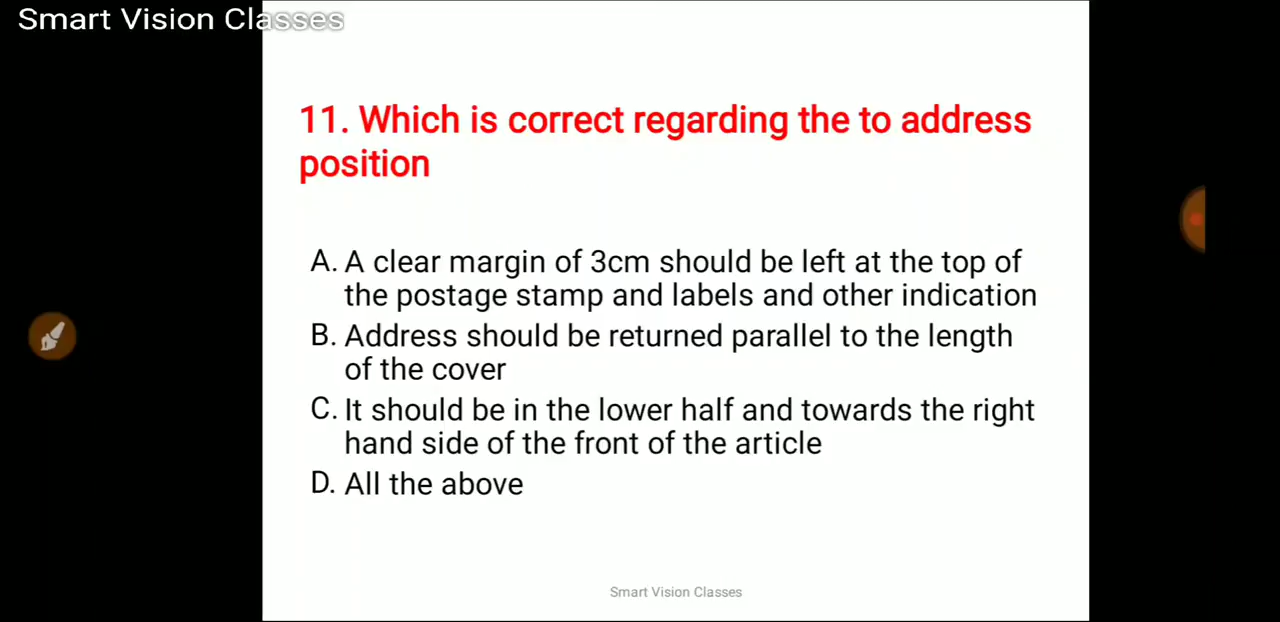 Smart Vision Classes
11. Which is correct regarding the to address
position
A. A clear margin of 3cm should be left at the top of
the postage stamp and labels and other indication
B. Address should be returned parallel to the length
of the cover
C. It should be in the lower half and towards the right
hand side of the front of the article
D. All the above
Smart Vision Classes